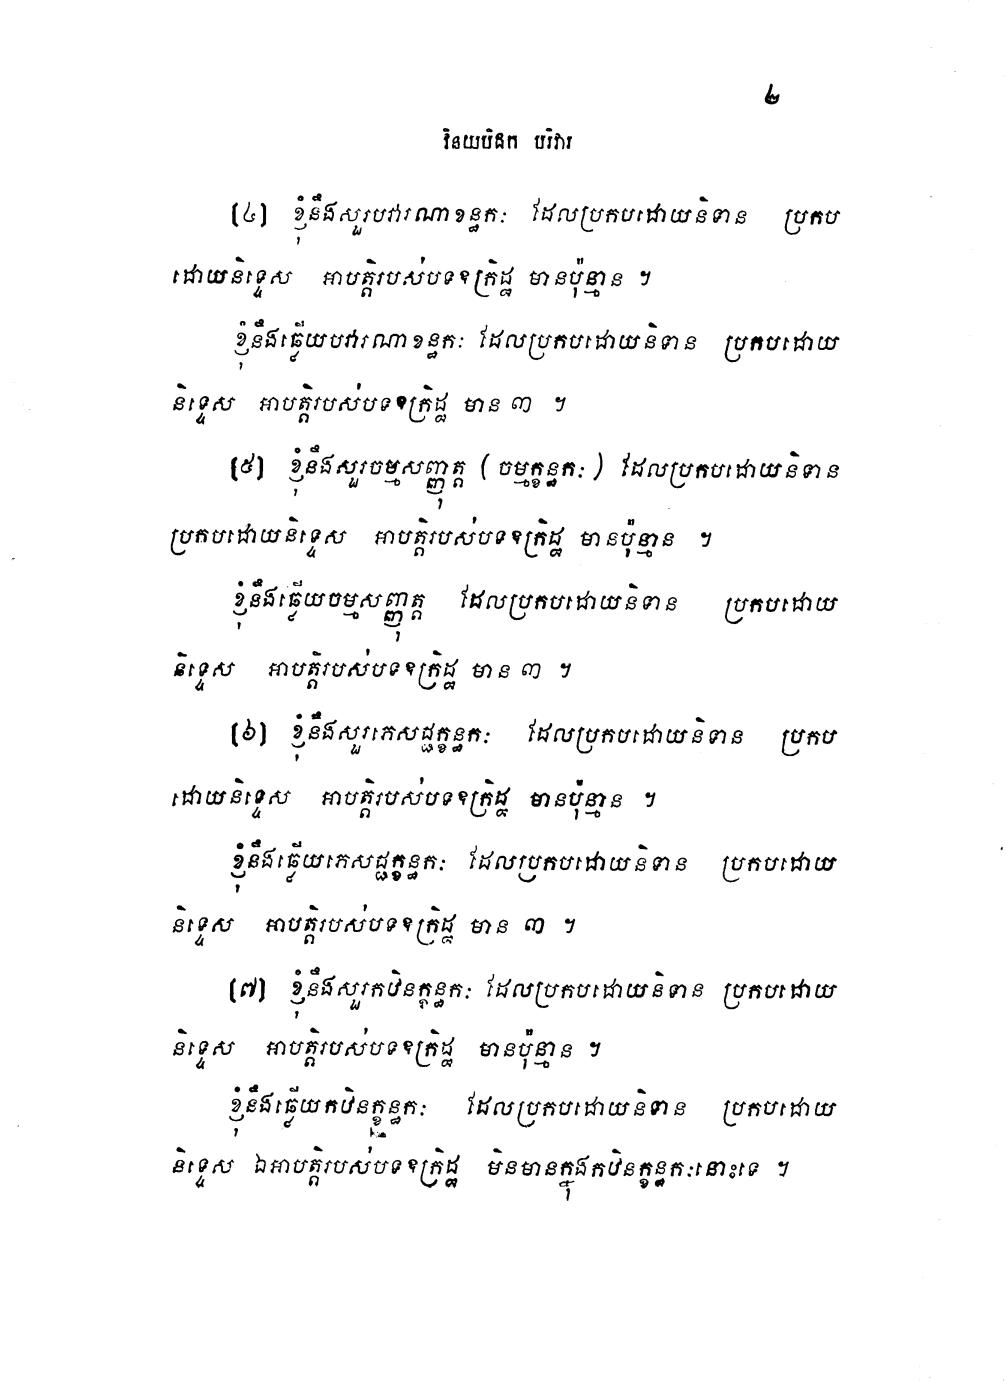 ២
វិនយបិដក បរិវារ
(៤) ខ្ញុំនឹងសួរបវារណាខន្ធកៈ ដែលប្រកបដោយនិទាន ប្រកប
ដោយនិទ្ទេស អាបត្តិរបស់បទឧក្រិដ្ឋ មានប៉ុន្មាន ។
ខ្ញុំនឹងឆ្លើយបវារណាខន្ធកៈ ដែលប្រកបដោយនិទាន ប្រកបដោយ
និទ្ទេស អាបត្តិរបស់បទឧក្រិដ្ឋ មាន ៣ ។
(៥) ខ្ញុំនឹងសួរចម្មសញ្ញុត្ត (ចម្មក្ខន្ធកៈ) ដែលប្រកបដោយនិទាន
ប្រកបដោយនិទ្ទេស អាបត្តិរបស់បទឧក្រិដ្ឋ មានប៉ុន្មាន ។
ខ្ញុំនឹងឆ្លើយចម្មសញ្ញុត្ត ដែលប្រកបដោយនិទាន ប្រកបដោយ
និទ្ទេស អាបត្តិរបស់បទឧក្រិដ្ឋ មាន ៣ ។
(៦) ខ្ញុំនឹងសួរភេសជ្ជក្ខន្ធកៈ ដែលប្រកបដោយនិទាន ប្រកប
ដោយនិទ្ទេស អាបត្តិរបស់បទឧក្រិដ្ឋ មានប៉ុន្មាន ។
ខ្ញុំនឹងឆ្លើយភេសជ្ជក្ខន្ធកៈ ដែលប្រកបដោយនិទាន ប្រកបដោយ
និទ្ទេស អាបត្តិរបស់បទឧក្រិដ្ឋ មាន ៣ ។
(៧) ខ្ញុំនឹងសួរកឋិនក្ខន្ធកៈ ដែលប្រកបដោយនិទាន ប្រកបដោយ
និទ្ទេស អាបត្តិរបស់បទឧក្រិដ្ឋ មានប៉ុន្មាន ។
ខ្ញុំនឹងឆ្លើយកឋិនក្ខន្ធកៈ ដែលប្រកបដោយនិទាន ប្រកបដោយ
និទ្ទេស ឯអាបត្តិរបស់បទឧក្រិដ្ឋ មិនមានក្នុងកឋិនក្ខន្ធកៈនោះទេ ។